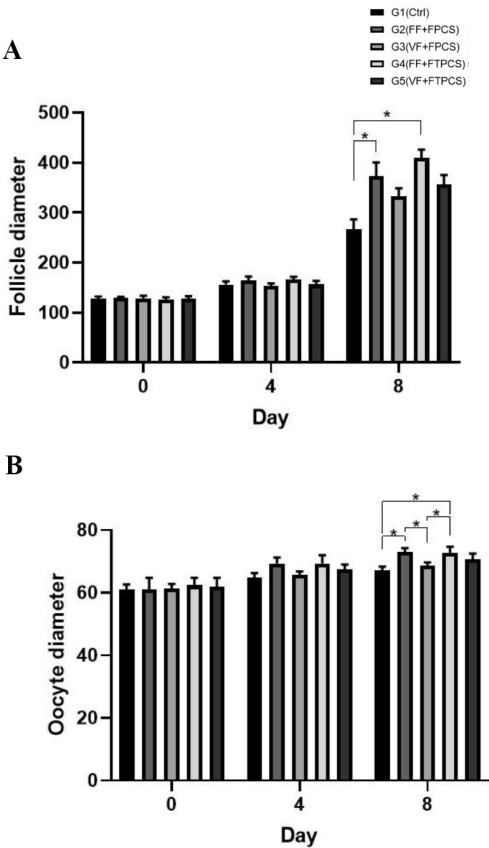 G1(Ctrl)
G2(FF+FPCS)
G3(VF+FPCS)
G4(FF+FTPCS)
G5(VF+FTPCS)
A
500
400
300
200
100
0
Follicle diameter
* *
0 4 8
Day
B
80
60
40
20
0
Oocyte diameter
* * * *
0 4 8
Day